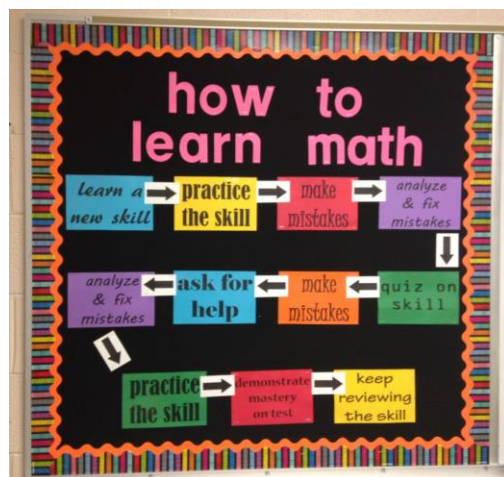 how to
learn math
learn a
new skill
practice
the skill
make
mistakes
analyze
& fix
mistakes
quiz on
skill
make
mistakes
ask for
help
analyze
& fix
mistakes
practice
the skill
demonstrate
mastery
on test
keep
reviewing
the skill